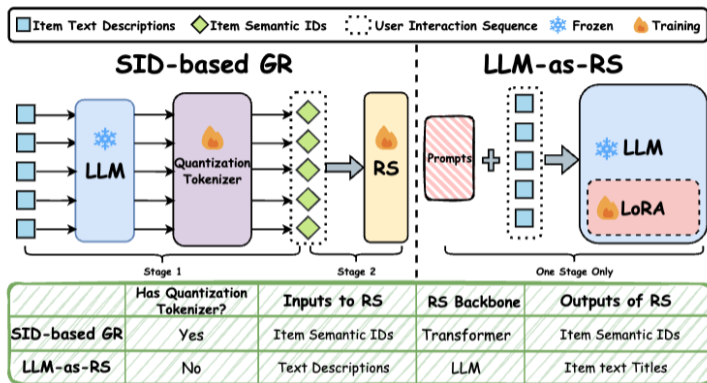 Item Text Descriptions Item Semantic IDs User Interaction Sequence Frozen Training
SID-based GR LLM-as-RS
LLM
Quantization
Tokenizer
RS
Prompts
LLM
LoRA
Stage 1 Stage 2 One Stage Only
Has Quantization
Tokenizer? Inputs to RS RS Backbone Outputs of RS
SID-based GR Yes Item Semantic IDs Transformer Item Semantic IDs
LLM-as-RS No Text Descriptions LLM Item text Titles